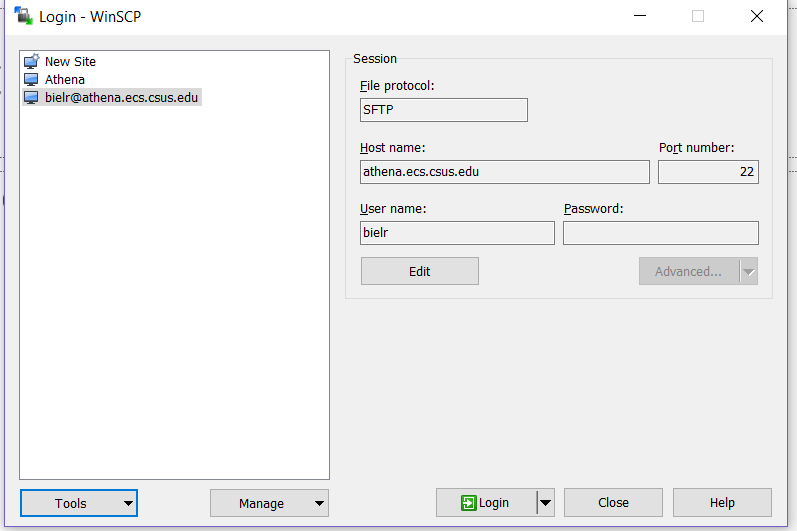 Login - WinSCP
New Site
Athena
bielr@athena.ecs.csus.edu
Session
File protocol:
SFTP
Host name:
Port number:
athena.ecs.csus.edu
22
User name:
Password:
bielr
Edit
Advanced...
Tools
Manage
Login
Close
Help